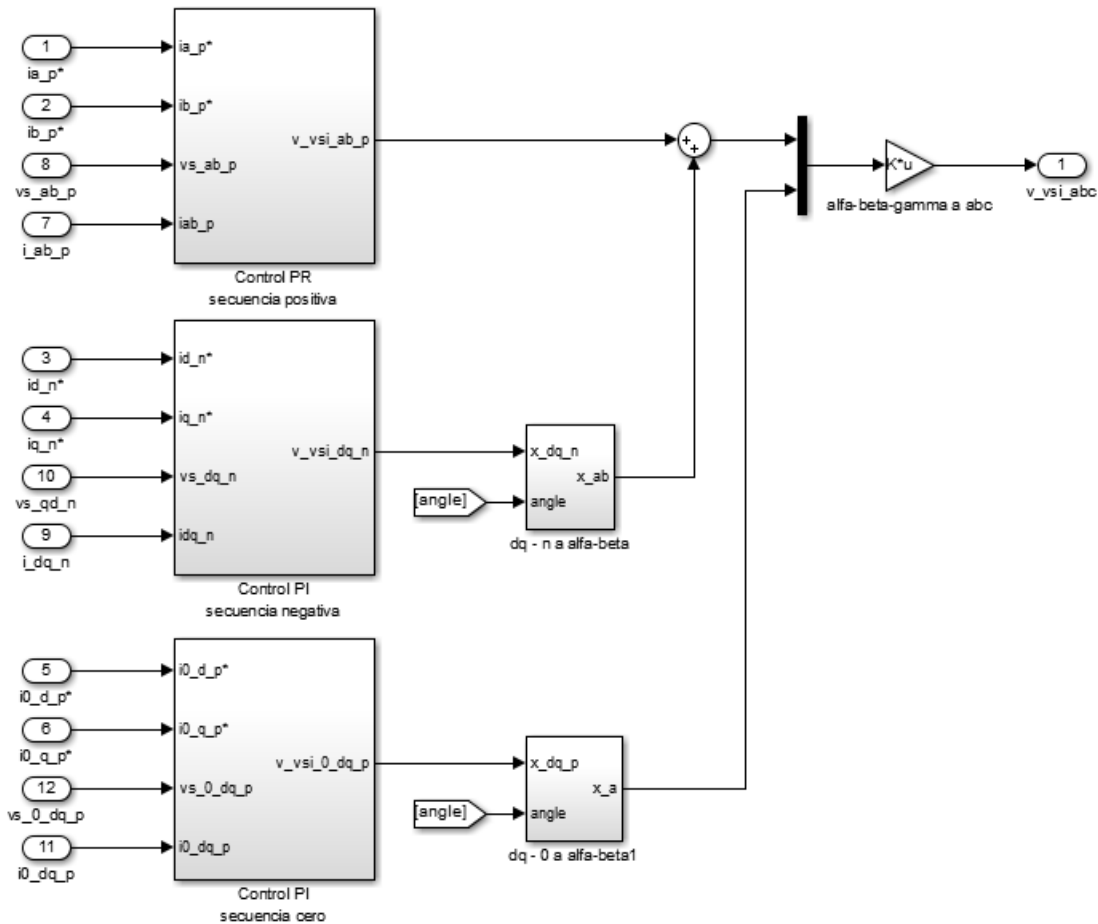 1
ia_p*
2
ib_p*
8
vs_ab_p
7
i_ab_p
ia_p*
ib_p*
vs_ab_p
iab_p
v_vsi_ab_p
Control PR
secuencia positiva
+
+
K*u
alfa-beta-gamma a abc
1
v_vsi_abc
3
id_n*
4
iq_n*
10
vs_qd_n
9
i_dq_n
id_n*
iq_n*
vs_dq_n
idq_n
v_vsi_dq_n
Control PI
secuencia negativa
[angle]
x_dq_n
angle
x_ab
dq - n a alfa-beta
5
i0_d_p*
6
i0_q_p*
12
vs_0_dq_p
11
i0_dq_p
i0_d_p*
i0_q_p*
vs_0_dq_p
i0_dq_p
v_vsi_0_dq_p
Control PI
secuencia cero
[angle]
x_dq_p
angle
x_a
dq - 0 a alfa-beta1